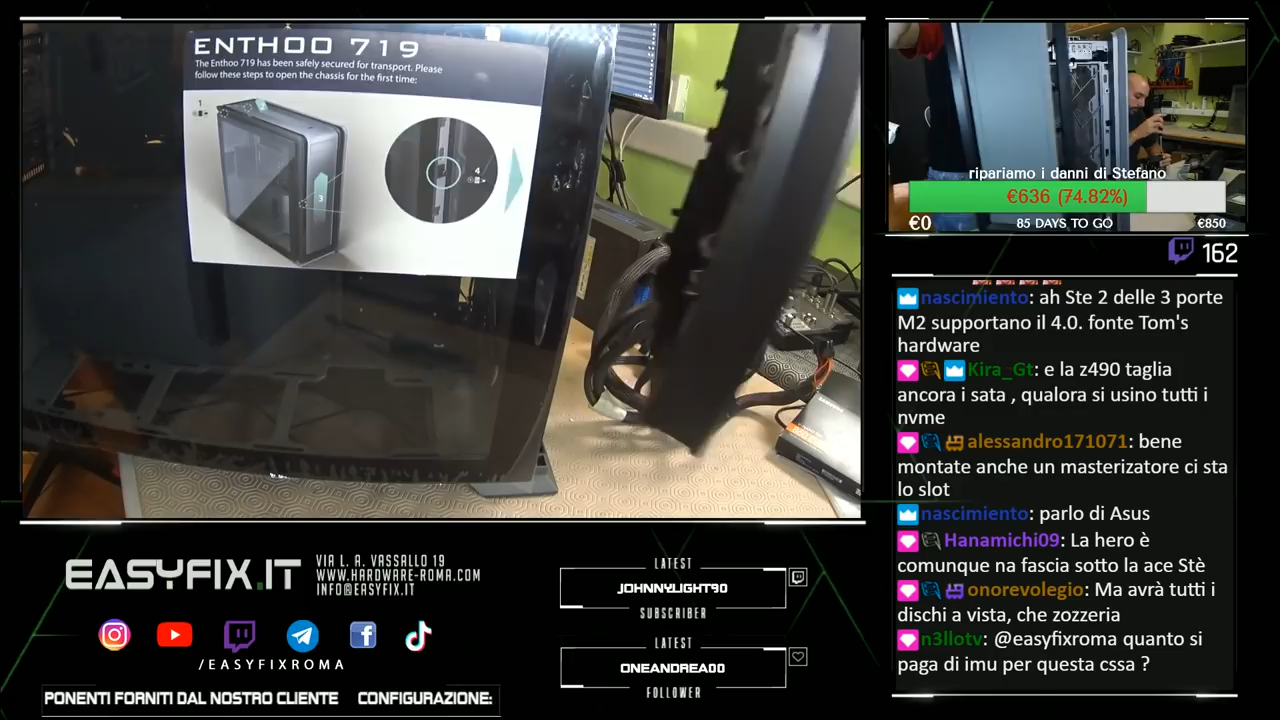 ENTHOO 719
The Enthoo 719 has been safely secured for transport. Please
follow these steps to open the chassis for the first time:
1
3
4
ripariamo i danni di Stefano
€636 (74.82%)
€0
85 DAYS TO GO
€850
162
nascimiento: ah Ste 2 delle 3 porte
M2 supportano il 4.0. fonte Tom's
hardware
Kira_Gt: e la z490 taglia
ancora i sata , qualora si usino tutti i
nvme
alessandro171071: bene
montate anche un masterizatore ci sta
lo slot
nascimiento: parlo di Asus
Hanamichi09: La hero è
comunque na fascia sotto la ace Stè
onorevolegio: Ma avrà tutti i
dischi a vista, che zozzeria
n3llotv: @easyfixroma quanto si
paga di imu per questa cssa ?
EASYFIX.IT
VIA L. A. VASSALLO 19
WWW.HARDWARE-ROMA.COM
INFO@EASYFIX.IT
/EASYFIXROMA
PONENTI FORNITI DAL NOSTRO CLIENTE CONFIGURAZIONE:
LATEST
JOHNNYLIGHT90
SUBSCRIBER
LATEST
ONEANDREA00
FOLLOWER